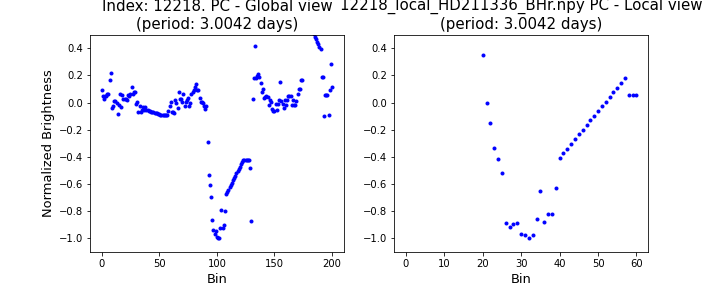 Index: 12218. PC - Global view
(period: 3.0042 days)
12218_local_HD211336_BHr.npy PC - Local view
(period: 3.0042 days)
Normalized Brightness
0.4
0.2
0.0
−0.2
−0.4
−0.6
−0.8
−1.0
0 50 100 150 200
Bin
0.4
0.2
0.0
−0.2
−0.4
−0.6
−0.8
−1.0
0 10 20 30 40 50 60
Bin